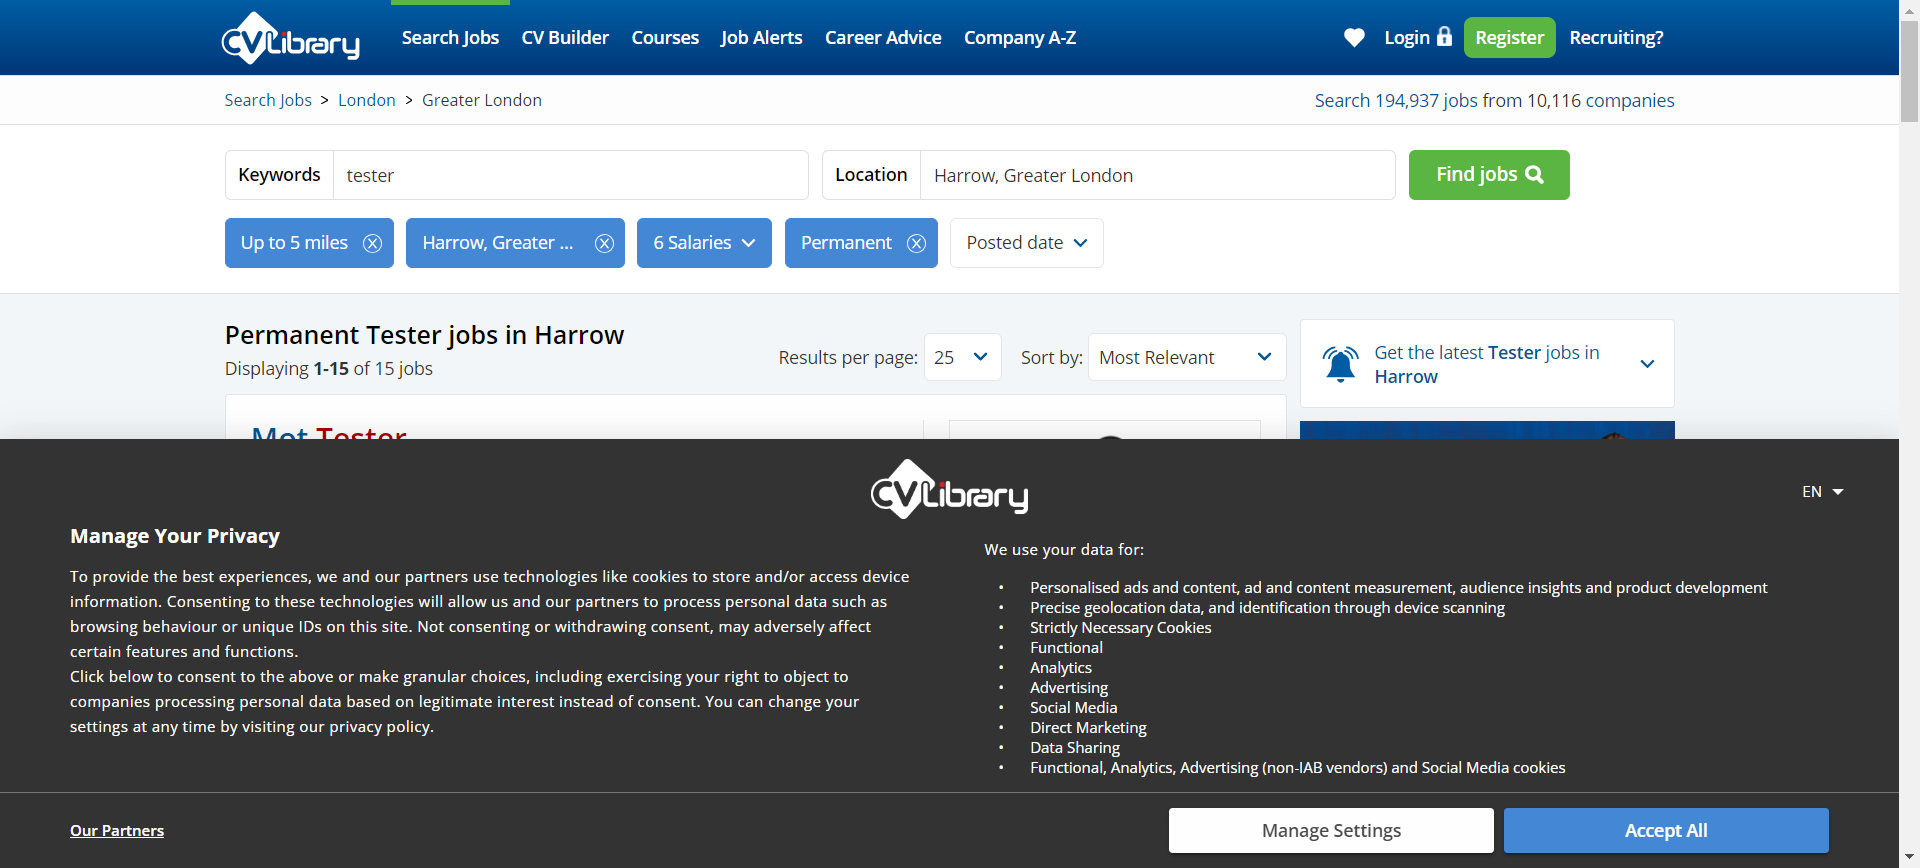 CVLibrary
Search Jobs CV Builder Courses Job Alerts Career Advice Company A-Z
Login Register Recruiting?
Search Jobs > London > Greater London
Search 194,937 jobs from 10,116 companies
Keywords tester
Location Harrow, Greater London
Find jobs
Up to 5 miles Harrow, Greater ... 6 Salaries Permanent Posted date
Permanent Tester jobs in Harrow
Displaying 1-15 of 15 jobs
Results per page: 25 Sort by: Most Relevant
Get the latest Tester jobs in
Harrow
Mot Tester
CVLibrary
EN
Manage Your Privacy
To provide the best experiences, we and our partners use technologies like cookies to store and/or access device
information. Consenting to these technologies will allow us and our partners to process personal data such as
browsing behaviour or unique IDs on this site. Not consenting or withdrawing consent, may adversely affect
certain features and functions.
Click below to consent to the above or make granular choices, including exercising your right to object to
companies processing personal data based on legitimate interest instead of consent. You can change your
settings at any time by visiting our privacy policy.
We use your data for:
• Personalised ads and content, ad and content measurement, audience insights and product development
• Precise geolocation data, and identification through device scanning
• Strictly Necessary Cookies
• Functional
• Analytics
• Advertising
• Social Media
• Direct Marketing
• Data Sharing
• Functional, Analytics, Advertising (non-IAB vendors) and Social Media cookies
Our Partners
Manage Settings
Accept All